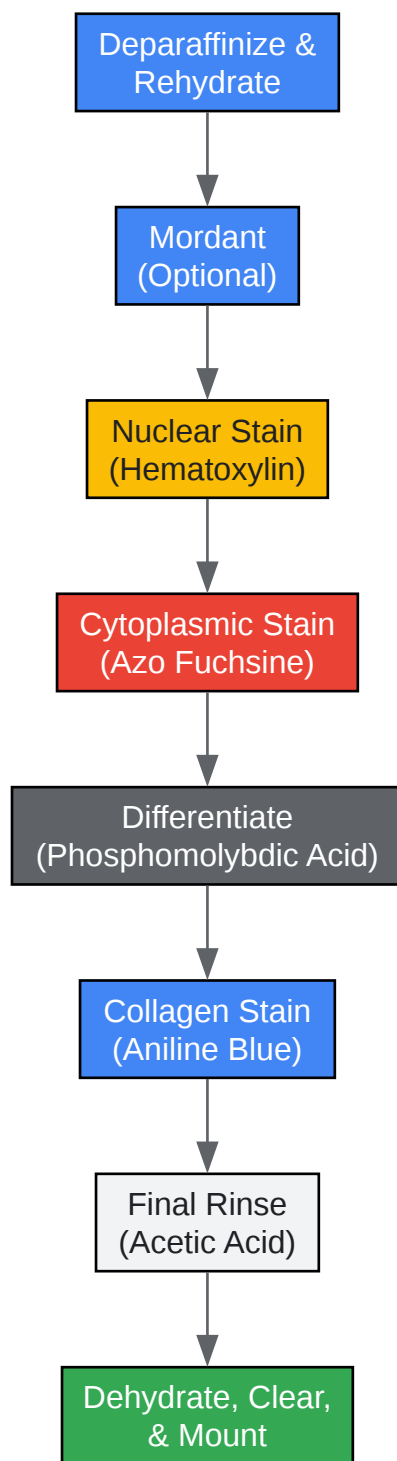 Deparaffinize &
Rehydrate
Mordant
(Optional)
Nuclear Stain
(Hematoxylin)
Cytoplasmic Stain
(Azo Fuchsine)
Differentiate
(Phosphomolybdic Acid)
Collagen Stain
(Aniline Blue)
Final Rinse
(Acetic Acid)
Dehydrate, Clear,
& Mount